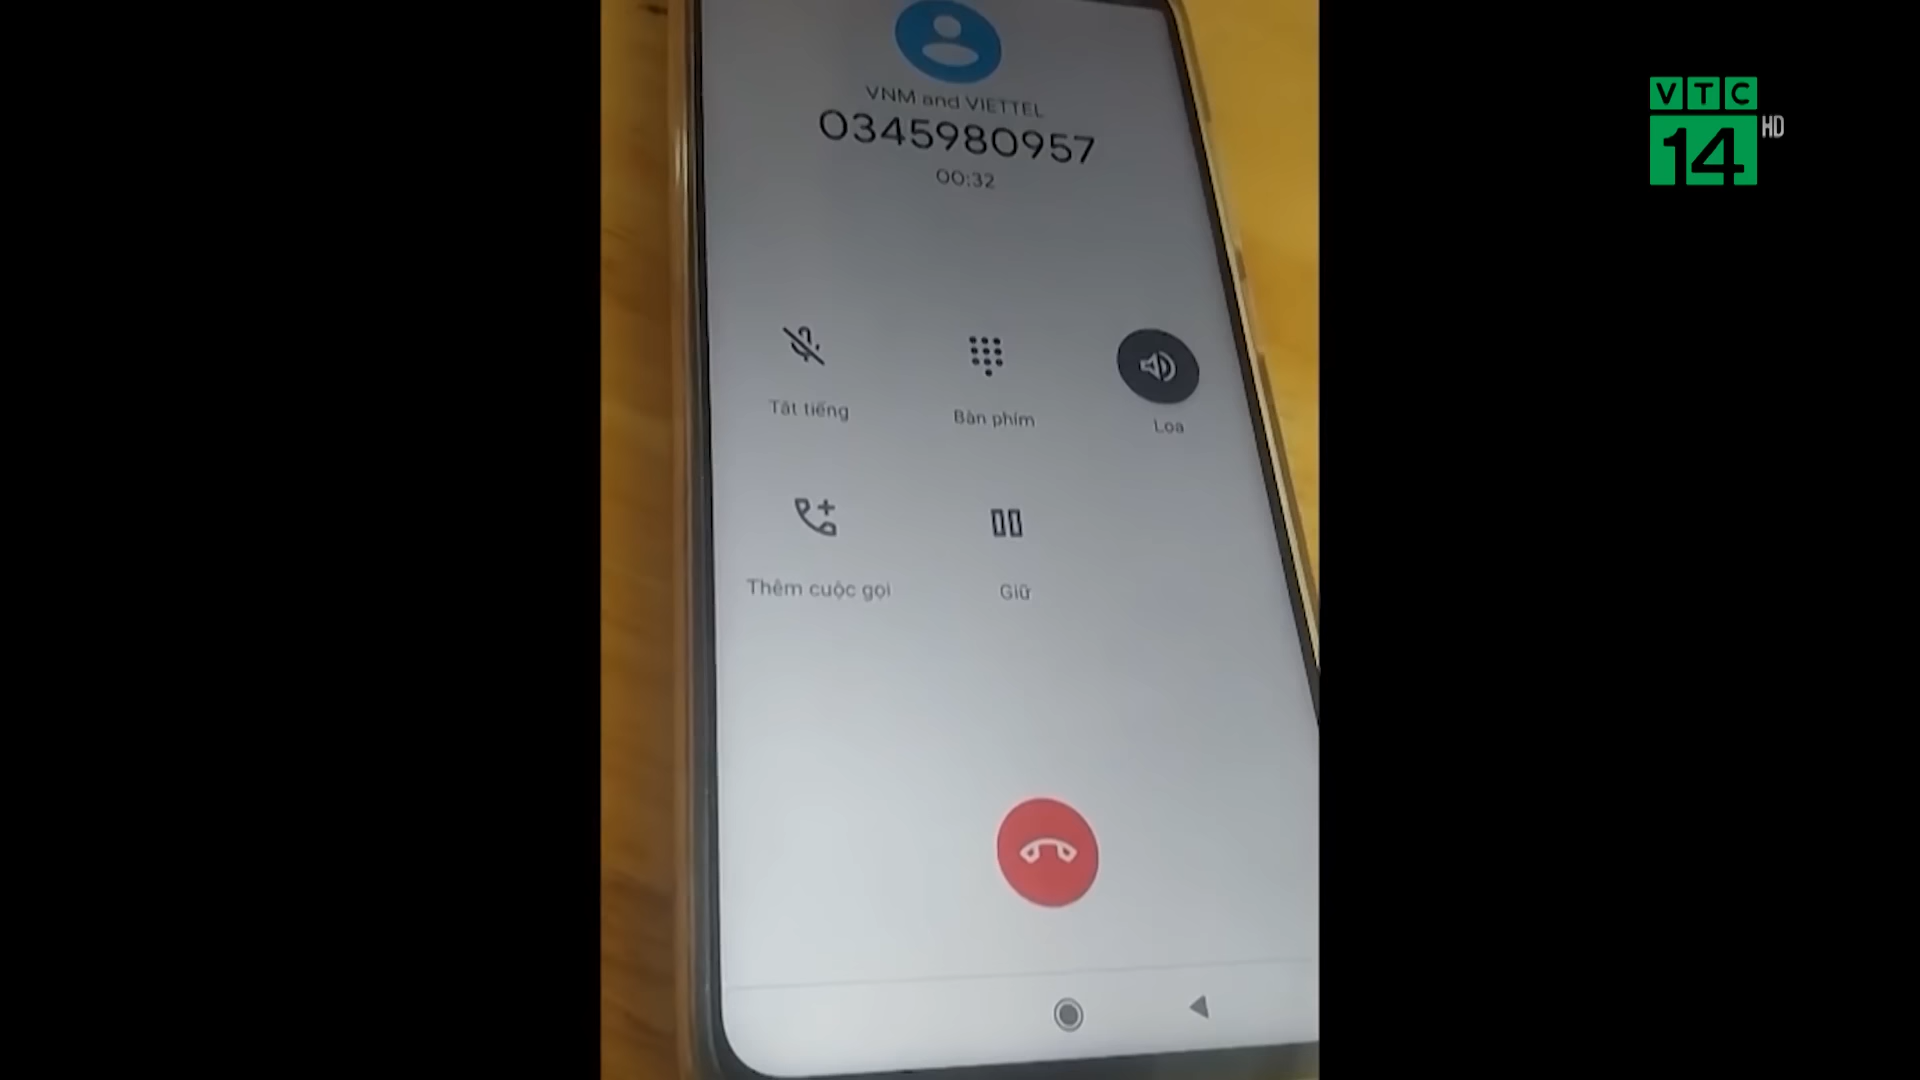 VNM and VIETTEL
0345980957
00:32
Tắt tiếng
Bàn phím
Loa
Thêm cuộc gọi
Giữ
VTC
14
HD